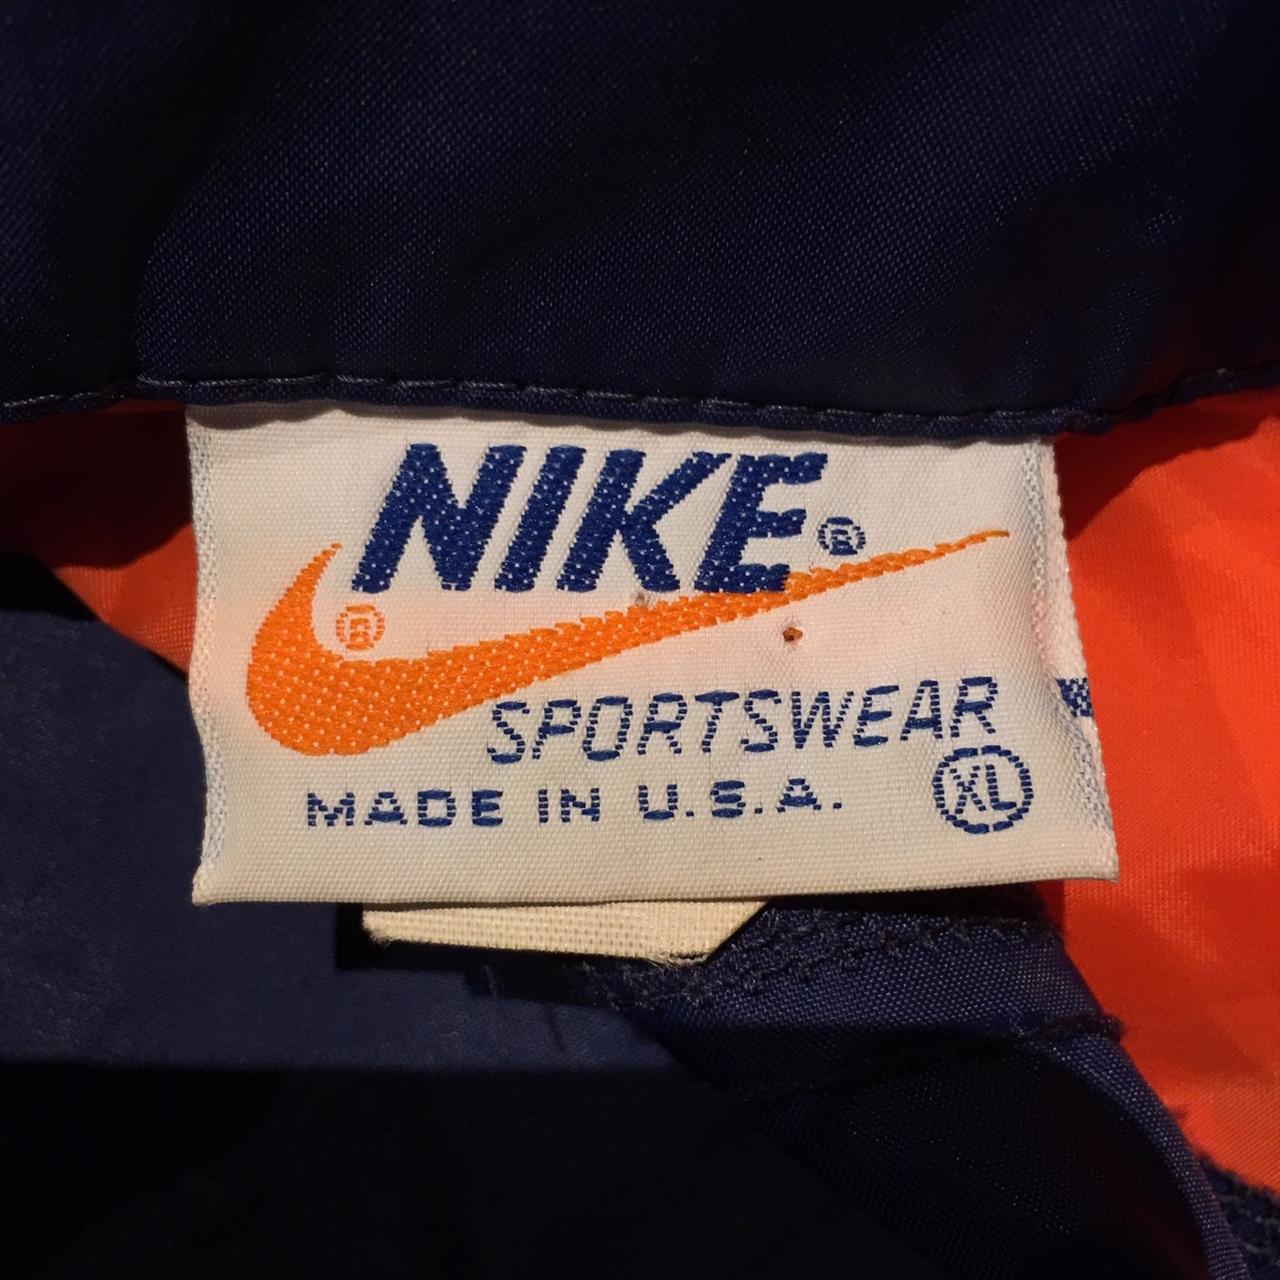 NIKE®
®
SPORTSWEAR
MADE IN U.S.A. XL